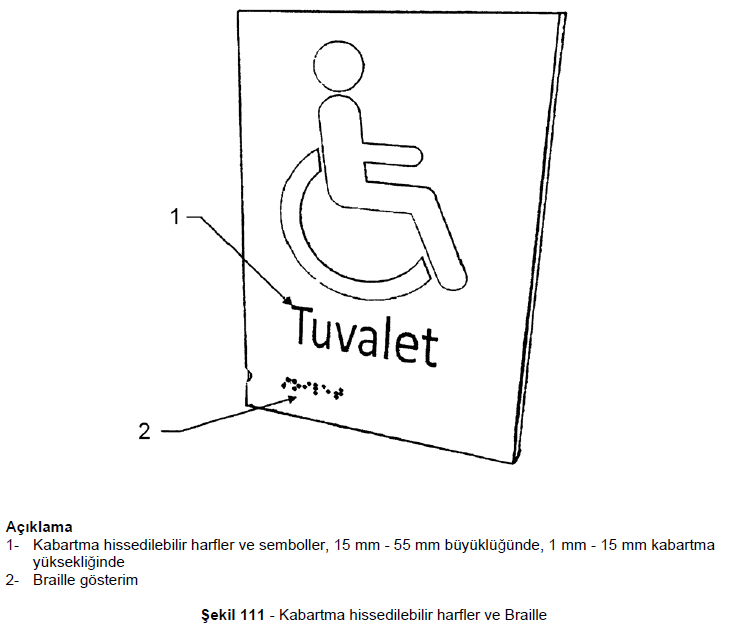 1
Tuvalet
2
Açıklama
1- Kabartma hissedilebilir harfler ve semboller, 15 mm - 55 mm büyüklüğünde, 1 mm - 15 mm kabartma
yüksekliğinde
2- Braille gösterim
Şekil 111 - Kabartma hissedilebilir harfler ve Braille